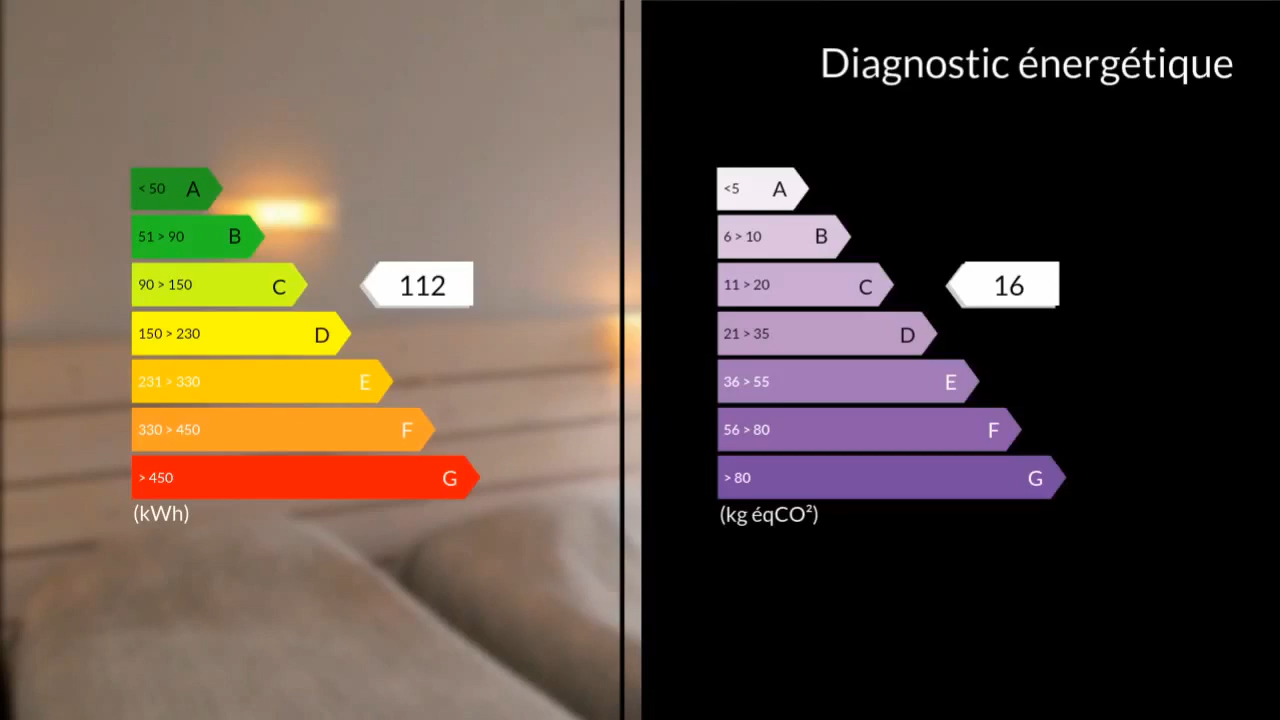 Diagnostic énergétique
< 50 A
51 > 90 B
90 > 150 C
112
150 > 230 D
231 > 330 E
330 > 450 F
> 450 G
(kWh)
<5 A
6 > 10 B
11 > 20 C
16
21 > 35 D
36 > 55 E
56 > 80 F
> 80 G
(kg éqCO²)